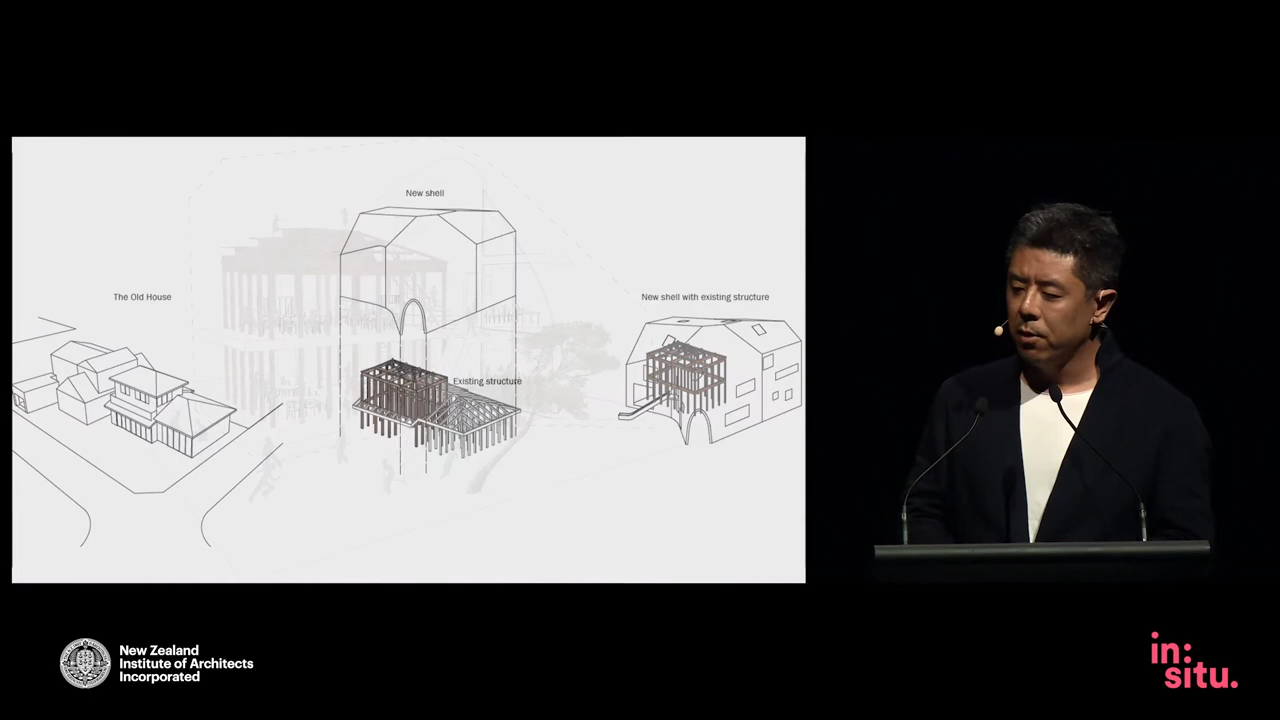 New shell
The Old House
New shell with existing structure
Existing structure
New Zealand
Institute of Architects
Incorporated
in:
situ.